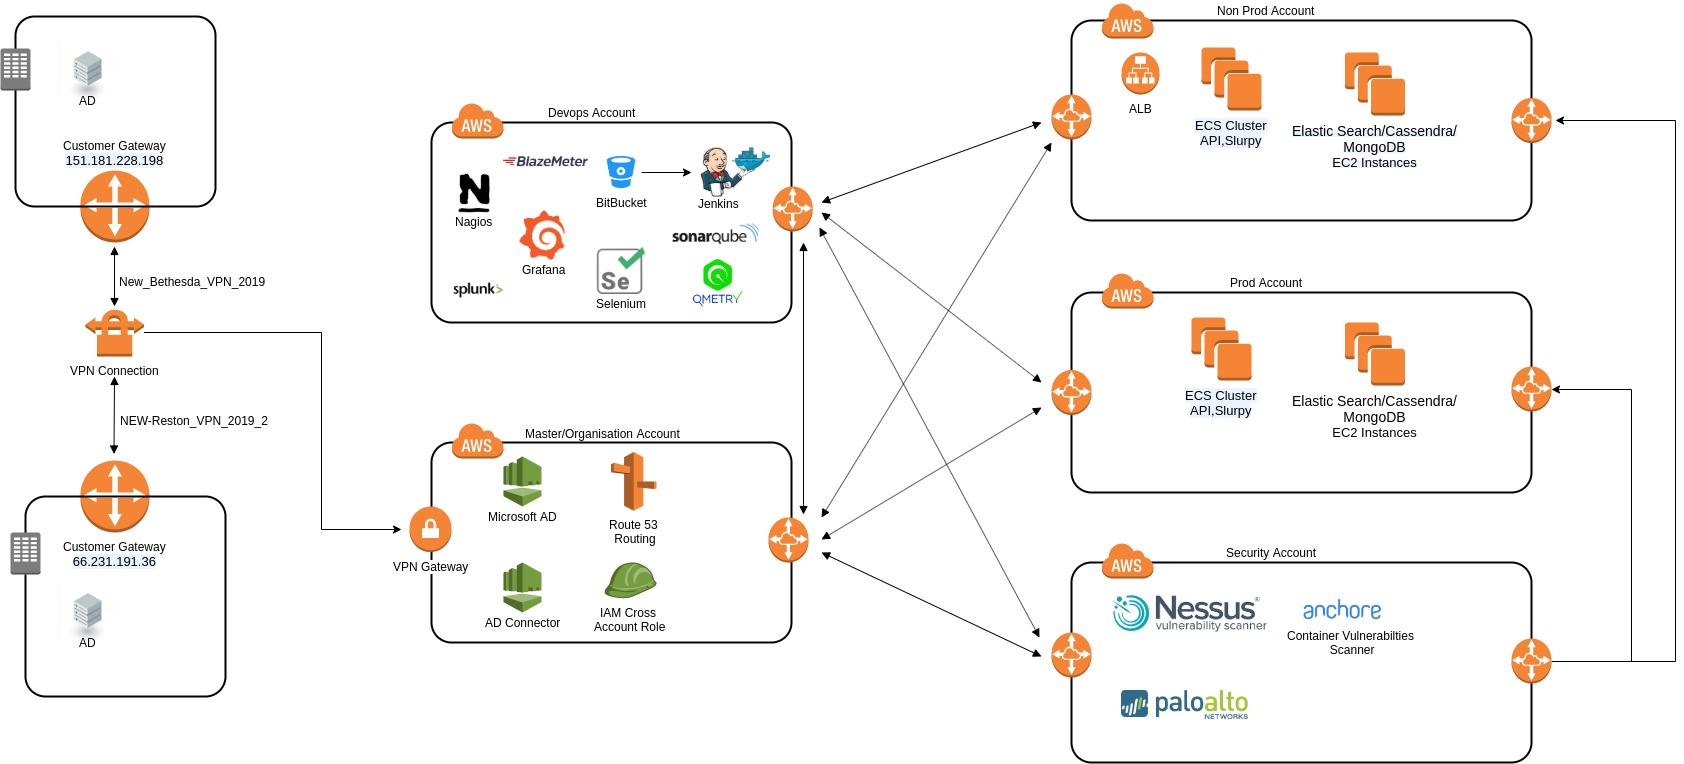 AD
Customer Gateway
151.181.228.198
New_Bethesda_VPN_2019
VPN Connection
NEW-Reston_VPN_2019_2
Customer Gateway
66.231.191.36
AD
Devops Account
AWS
BlazeMeter
BitBucket
Jenkins
Nagios
Grafana
sonarqube
splunk>
Se
Selenium
QMETRY
Master/Organisation Account
AWS
Microsoft AD
Route 53
Routing
VPN Gateway
AD Connector
IAM Cross
Account Role
Non Prod Account
AWS
ALB
ECS Cluster
API,Slurpy
Elastic Search/Cassendra/
MongoDB
EC2 Instances
Prod Account
AWS
ECS Cluster
API,Slurpy
Elastic Search/Cassendra/
MongoDB
EC2 Instances
Security Account
AWS
Nessus®
vulnerability scanner
anchore
Container Vulnerabilties
Scanner
paloalto
NETWORKS